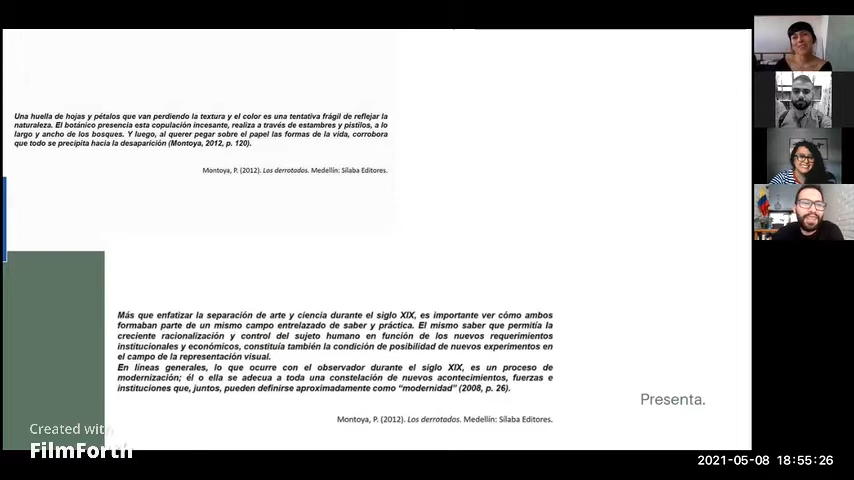 Una huella de hojas y pétalos que van perdiendo la textura y el color es una tentativa frágil de reflejar la
naturaleza. El botánico presencia esta copulación incesante, realiza a través de estambres y pistilos, a lo
largo y ancho de los bosques. Y luego, al querer pegar sobre el papel las formas de la vida, corrobora
que todo se precipita hacia la desaparición (Montoya, 2012, p. 120).
Montoya, P. (2012). Los derrotados. Medellín: Sílaba Editores.
Más que enfatizar la separación de arte y ciencia durante el siglo XIX, es importante ver cómo ambos
formaban parte de un mismo campo entrelazado de saber y práctica. El mismo saber que permitía la
creciente racionalización y control del sujeto humano en función de los nuevos requerimientos
institucionales y económicos, constituía también la condición de posibilidad de nuevos experimentos en
el campo de la representación visual.
En líneas generales, lo que ocurre con el observador durante el siglo XIX, es un proceso de
modernización; él o ella se adecua a toda una constelación de nuevos acontecimientos, fuerzas e
instituciones que, juntos, pueden definirse aproximadamente como “modernidad” (2008, p. 26).
Montoya, P. (2012). Los derrotados. Medellín: Sílaba Editores.
Presenta.
Created with
FilmForth
2021-05-08 18:55:26